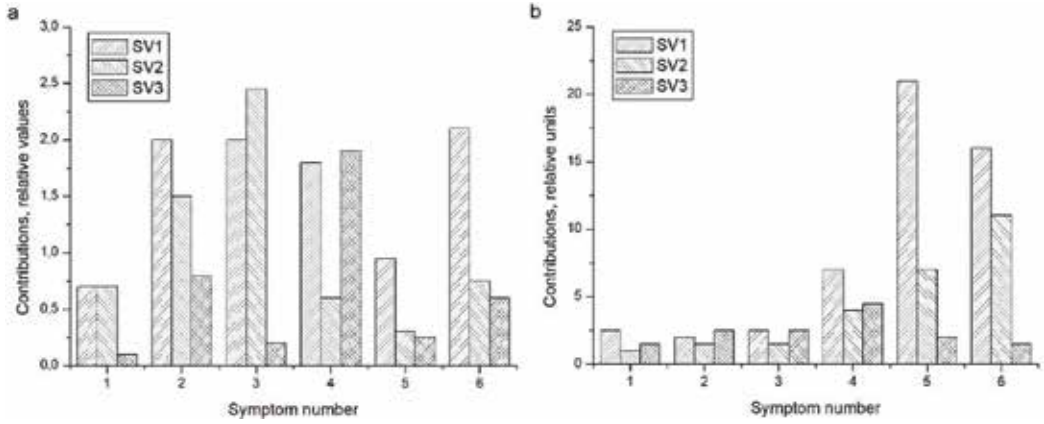 a
Contributions, relative values
3.0
2.5
2.0
1.5
1.0
0.5
0.0
SV1
SV2
SV3
1 2 3 4 5 6
Symptom number
b
Contributions, relative units
25
20
15
10
5
0
SV1
SV2
SV3
1 2 3 4 5 6
Symptom number